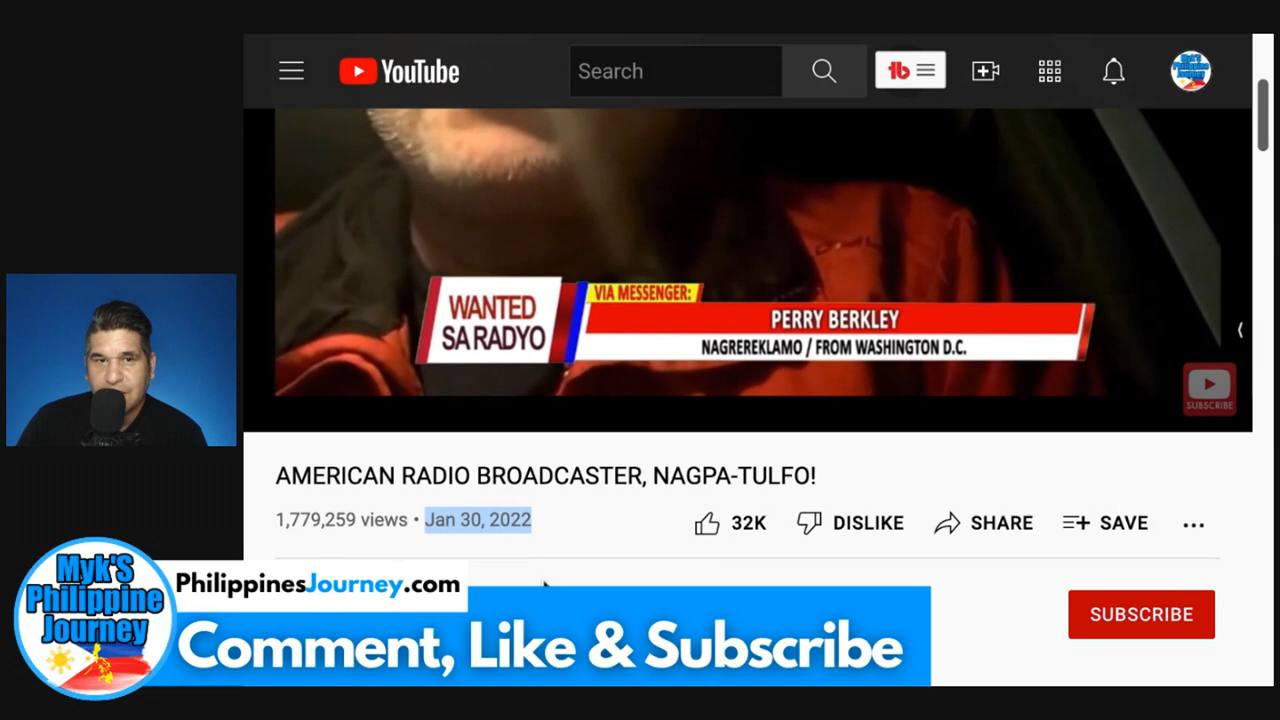 YouTube
Search
WANTED
SA RADYO
VIA MESSENGER:
PERRY BERKLEY
NAGREREKLAMO / FROM WASHINGTON D.C.
SUBSCRIBE
AMERICAN RADIO BROADCASTER, NAGPA-TULFO!
1,779,259 views • Jan 30, 2022
32K
DISLIKE
SHARE
SAVE
SUBSCRIBE
Myk'S
Philippine
Journey
PhilippinesJourney.com
Comment, Like & Subscribe